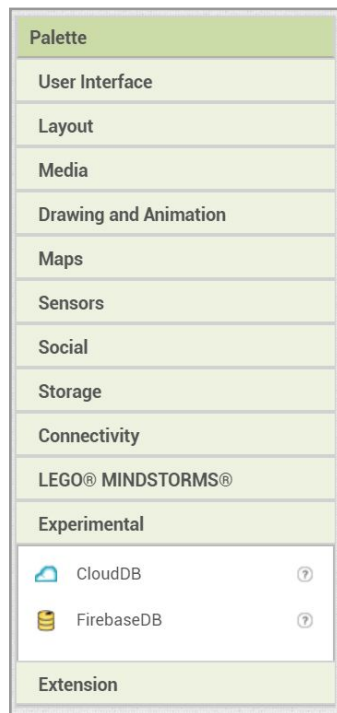 Palette
User Interface
Layout
Media
Drawing and Animation
Maps
Sensors
Social
Storage
Connectivity
LEGO® MINDSTORMS®
Experimental
CloudDB ?
FirebaseDB ?
Extension